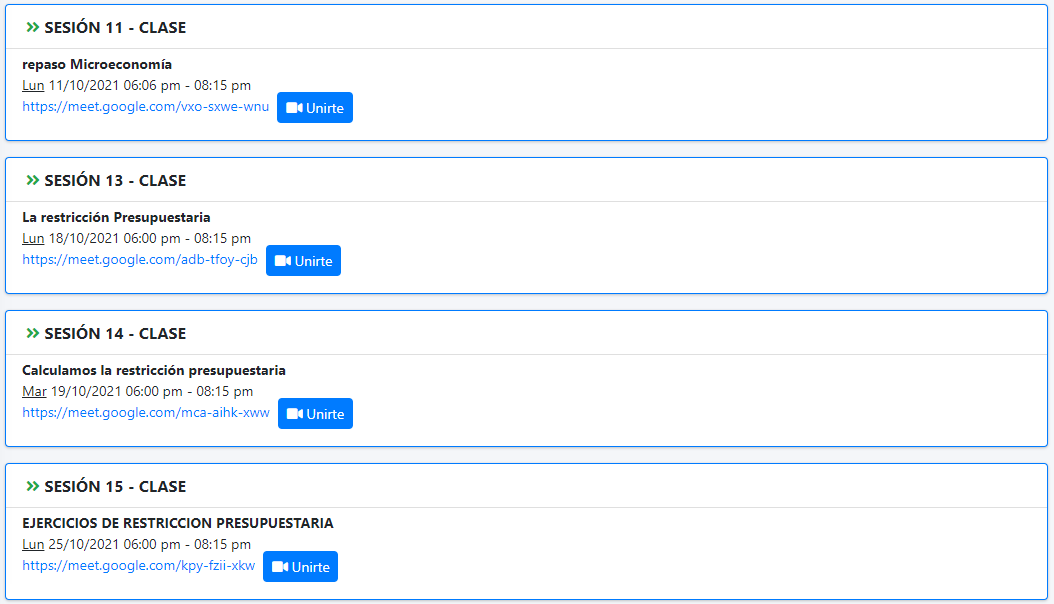 SESIÓN 11 - CLASE
repaso Microeconomía
Lun 11/10/2021 06:06 pm - 08:15 pm
https://meet.google.com/vxo-sxwe-wnu Unirte
SESIÓN 13 - CLASE
La restricción Presupuestaria
Lun 18/10/2021 06:00 pm - 08:15 pm
https://meet.google.com/adb-tfoy-cjb Unirte
SESIÓN 14 - CLASE
Calculamos la restricción presupuestaria
Mar 19/10/2021 06:00 pm - 08:15 pm
https://meet.google.com/mca-aihk-xww Unirte
SESIÓN 15 - CLASE
EJERCICIOS DE RESTRICCION PRESUPUESTARIA
Lun 25/10/2021 06:00 pm - 08:15 pm
https://meet.google.com/kpy-fzii-xkw Unirte